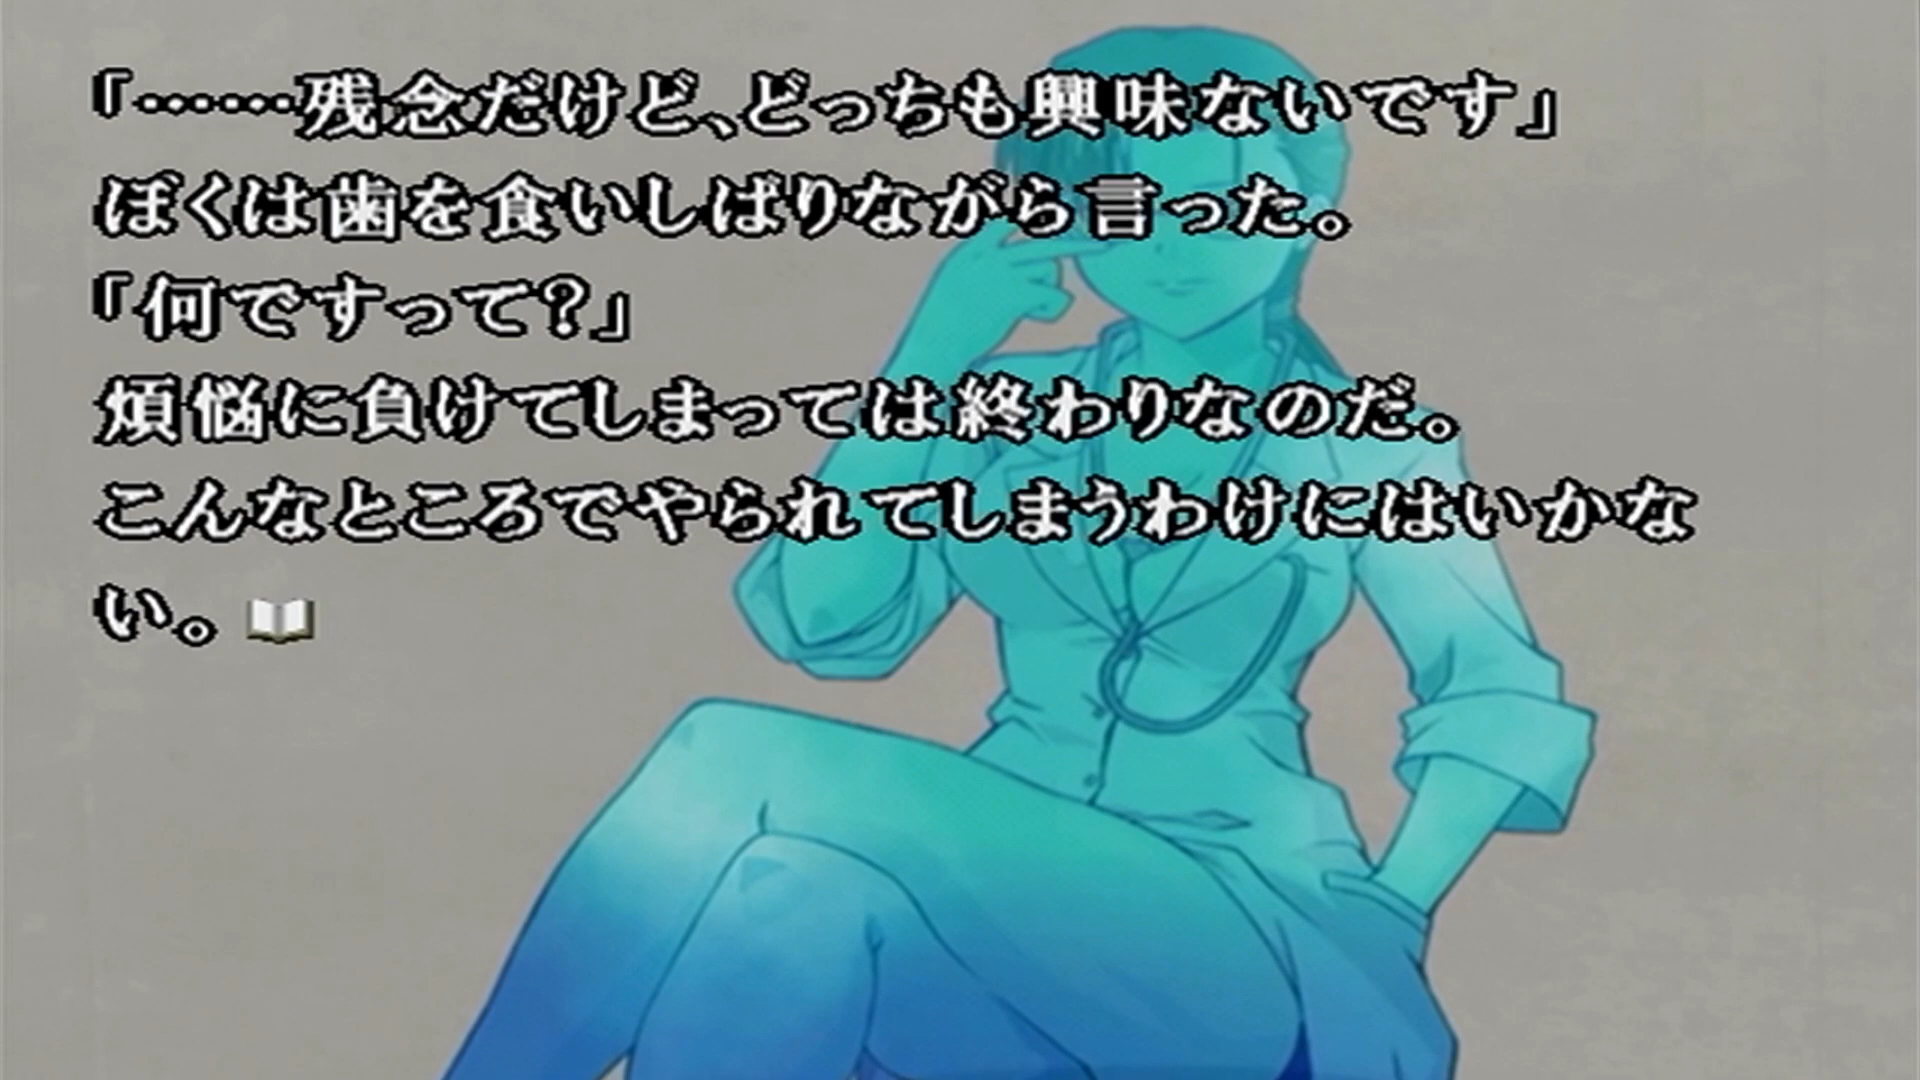 「……残念だけど、どっちも興味ないです」
ぼくは歯を食いしばりながら言った。
「何ですって?」
煩悩に負けてしまっては終わりなのだ。
こんなところでやられてしまうわけにはいかな
い。